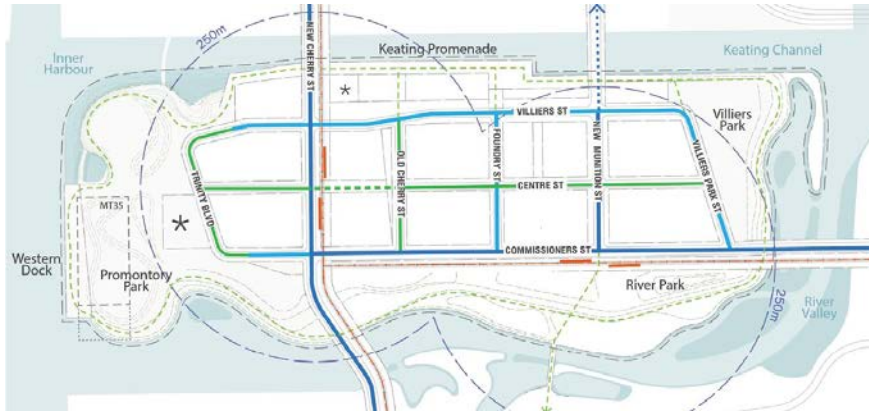 250m
NEW CHERRY ST
Keating Promenade
Inner
Harbour
Keating Channel
*
VILLIERS ST
Villiers
Park
OLD CHERRY ST
FOUNDRY ST
NEW MUNITION ST
VILLIERS PARK ST
TRINITY BLVD
CENTRE ST
MT35
*
COMMISSIONERS ST
Western
Dock
Promontory
Park
River Park
250m
River
Valley